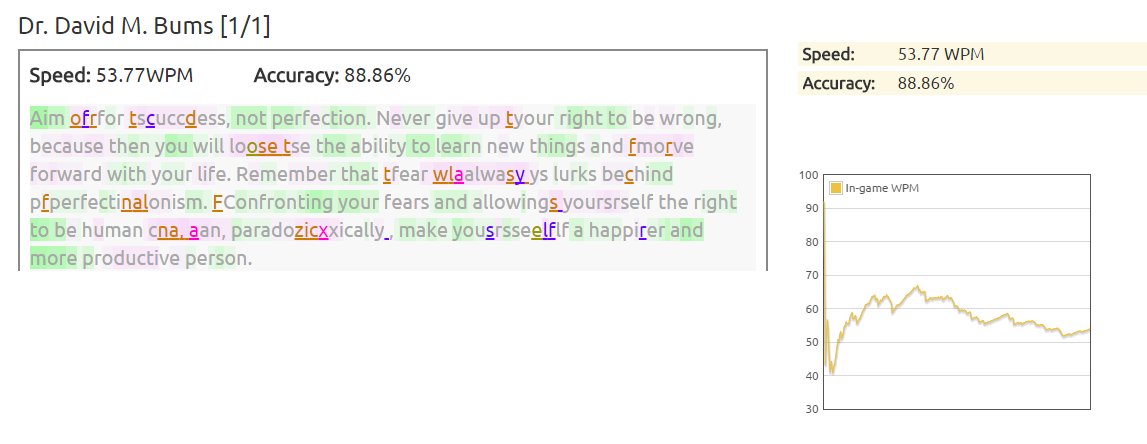 Dr. David M. Bums [1/1]
Speed: 53.77WPM Accuracy: 88.86%
Aim ofrfor tscuccdess, not perfection. Never give up tyour right to be wrong,
because then you will loose tse the ability to learn new things and fmorve
forward with your life. Remember that tfear wlaalwasy ys lurks bechind
pfperfectinalonism. FConfronting your fears and allowings yoursrself the right
to be human cna, aan, paradozicxxically , make yousrsseelflf a happirer and
more productive person.
Speed: 53.77 WPM
Accuracy: 88.86%
In-game WPM
100
90
80
70
60
50
40
30